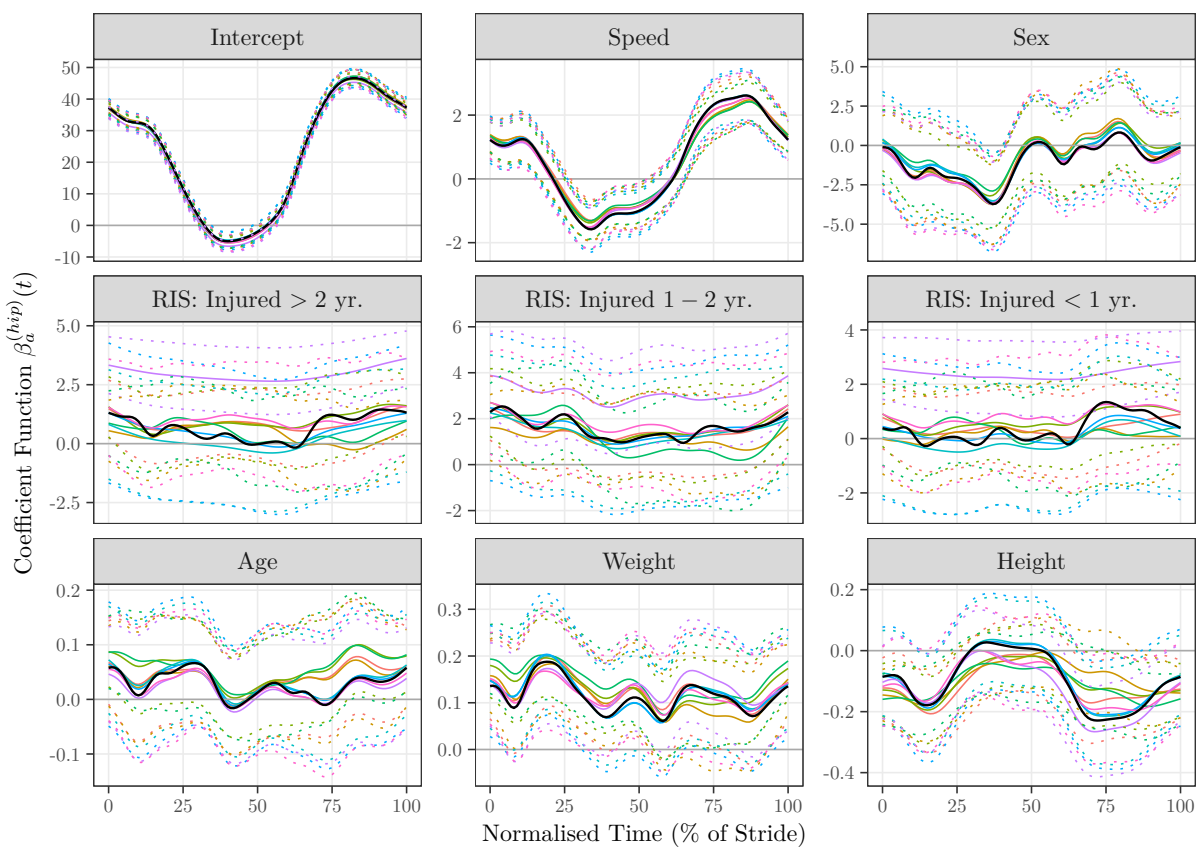 Intercept
Speed
Sex
50
40
30
20
10
0
-10
2
0
-2
5.0
2.5
0.0
-2.5
-5.0
RIS: Injured > 2 yr.
RIS: Injured 1 − 2 yr.
RIS: Injured < 1 yr.
5.0
2.5
0.0
-2.5
6
4
2
0
-2
4
2
0
-2
Coefficient Function β_a^(hip)(t)
Age
Weight
Height
0.2
0.1
0.0
-0.1
0.3
0.2
0.1
0.0
0.2
0.0
-0.2
-0.4
0 25 50 75 100
0 25 50 75 100
0 25 50 75 100
Normalised Time (% of Stride)